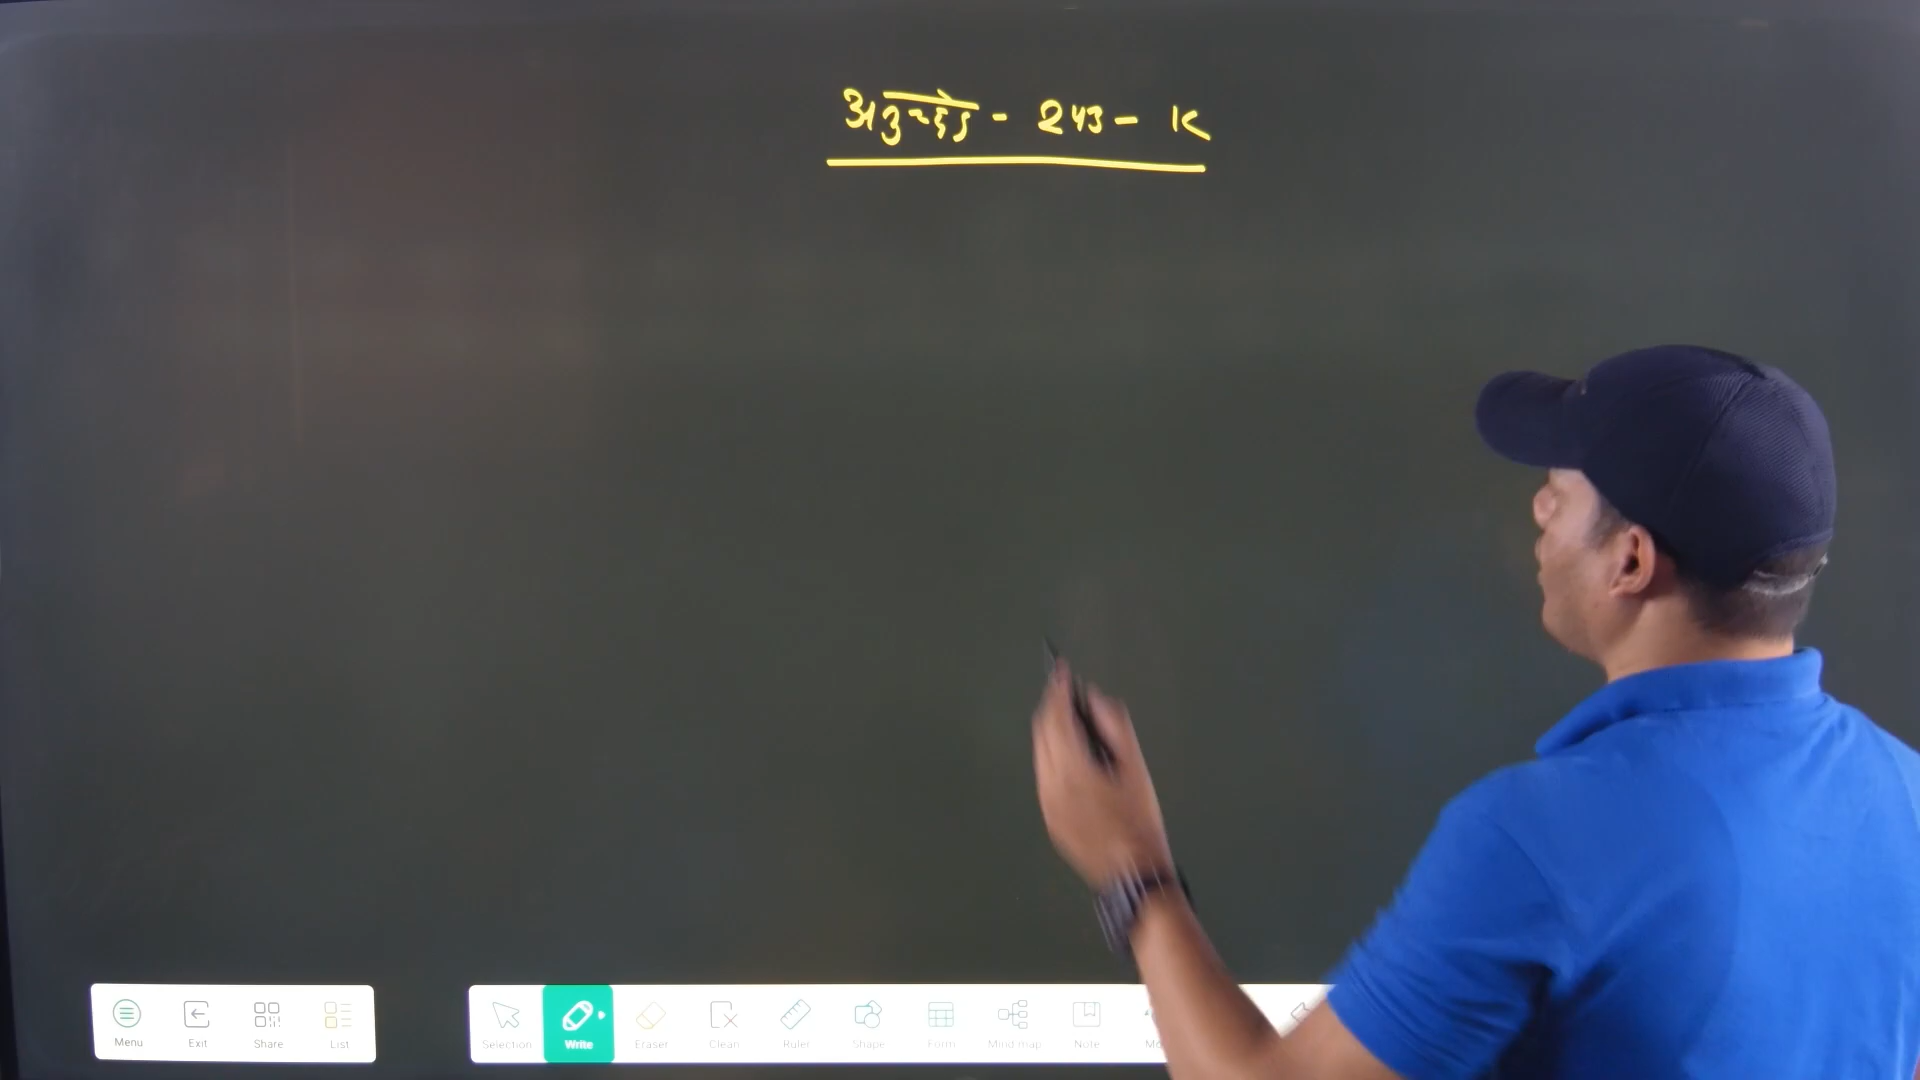 अनुच्छेद - 243 - K
Menu
Exit
Share
List
Selection
Write
Eraser
Clean
Ruler
Shape
Form
Mind map
Note